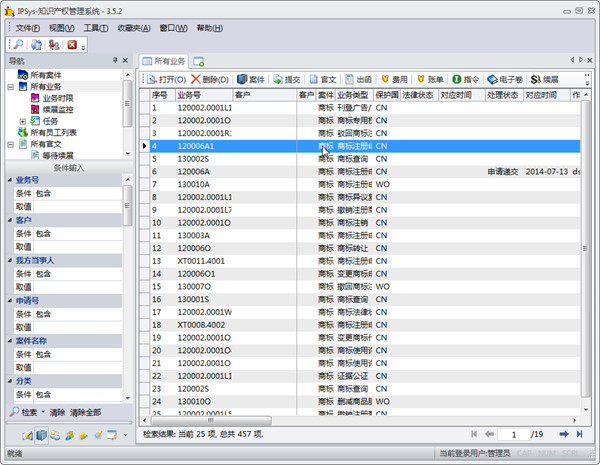 IPSys-知识产权管理系统 - 3.5.2
文件(F) 视图(V) 工具(T) 收藏夹(A) 窗口(W) 帮助(H)
导航
所有案件
所有业务
业务时限
续展监控
任务
所有员工列表
所有官文
等待续展
条件输入
业务号
条件 包含
取值
客户
条件 包含
取值
我方当事人
条件 包含
取值
申请号
条件 包含
取值
案件名称
条件 包含
取值
分类
条件 包含
检索 清除 清除全部
所有业务
打开(O) 删除(D) 案件 提交 官文 出函 费用 账单 指令 电子卷 续展
序号 业务号 客户 客户 案件 业务类型 保护国 法律状态 对应时间 处理状态 对应时间 作
1 120002.0001L1 商标 刊登广告/ CN
2 120002.0001O 商标 商标专用 CN
3 120002.0001R 商标 驳回商标 CN
4 120006A1 商标 商标注册 CN
5 130002S 商标 商标查询 CN
6 120006A 商标 商标注册 CN 申请递交 2014-07-13 ds
7 130010A 商标 商标注册 WO
8 120002.0001L1 商标 商标异议 CN
9 120002.0001L7 商标 撤销注册商 CN
10 120002.0001O 商标 商标注销 CN
11 130003A 商标 商标注册 CN
12 120006O 商标 商标转让 CN
13 XT0011.4001 商标 商标注册 CN
14 120006O1 商标 变更商标 CN
15 130007O 商标 撤回商标 WO
16 130001S 商标 商标查询 CN
17 120002.0001W 商标 商标法律 CN
18 XT0008.4002 商标 商标注册 CN
19 120002.0001O 商标 变更商标 CN
20 120002.0001O 商标 商标使用许 CN
21 120002.0001O 商标 商标使用许 CN
22 120002.0001L1 商标 证据公证 CN
23 120002S 商标 商标查询 CN
24 130010O 商标 删减商品 WO
25 120002.0001L5 商标 撤销注册 CN
检索结果: 当前 25 项, 总共 457 项.
1 /19
就绪
当前登录用户:管理员
CAP NUM SCRL